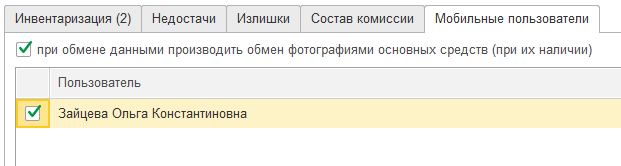 Инвентаризация (2) Недостачи Излишки Состав комиссии Мобильные пользователи
при обмене данными производить обмен фотографиями основных средств (при их наличии)
Пользователь
Зайцева Ольга Константиновна